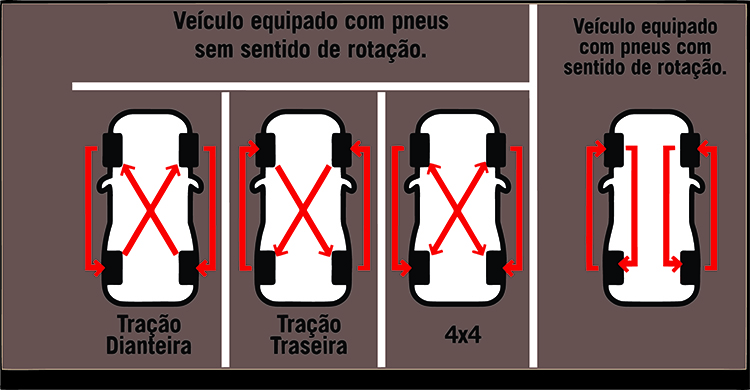 Veículo equipado com pneus
sem sentido de rotação.
Veículo equipado
com pneus com
sentido de rotação.
Tração
Dianteira
Tração
Traseira
4x4